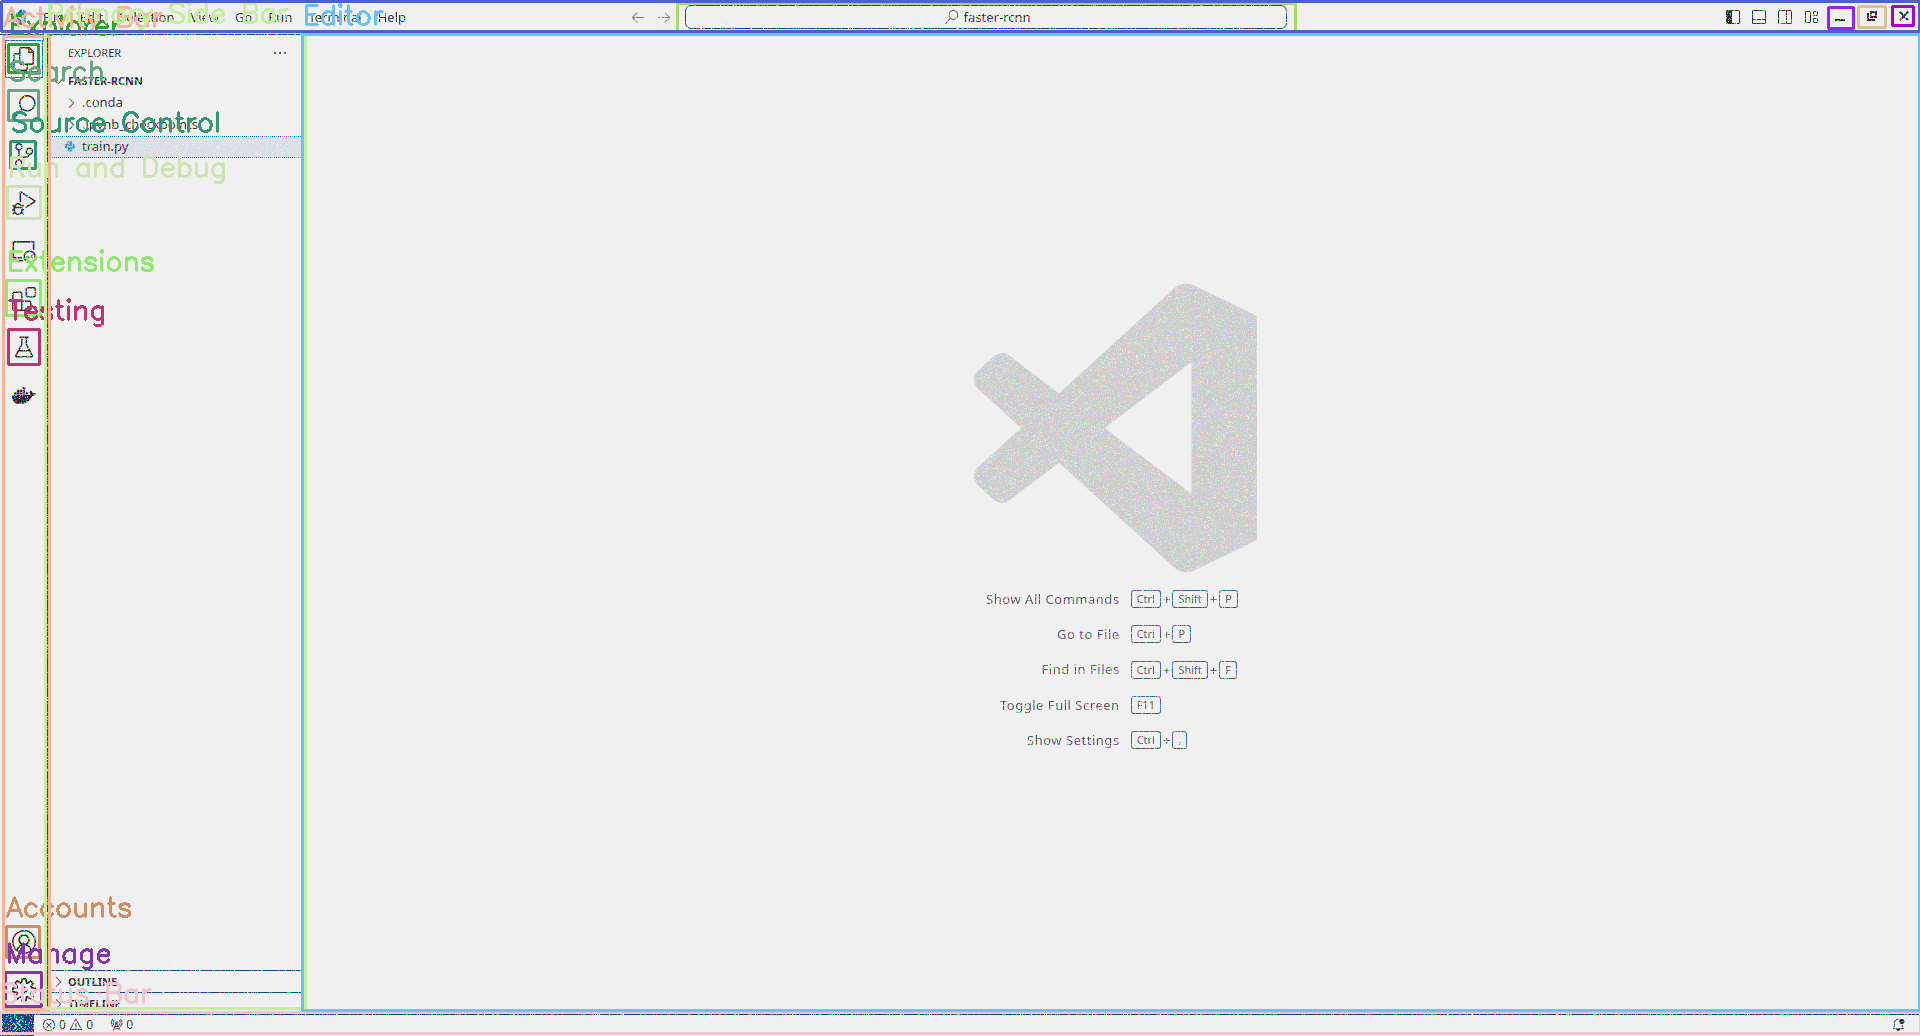 File Edit Selection View Go Run Terminal Help
faster-rcnn
Activity Bar
Primary Side Bar
Editor
Explorer
EXPLORER
Search
FASTER-RCNN
.conda
Source Control
.ipynb_checkpoints
train.py
Run and Debug
Extensions
Testing
Show All Commands Ctrl + Shift + P
Go to File Ctrl + P
Find in Files Ctrl + Shift + F
Toggle Full Screen F11
Show Settings Ctrl + ,
Accounts
Manage
OUTLINE
Status Bar
TIMELINE
0 0 0